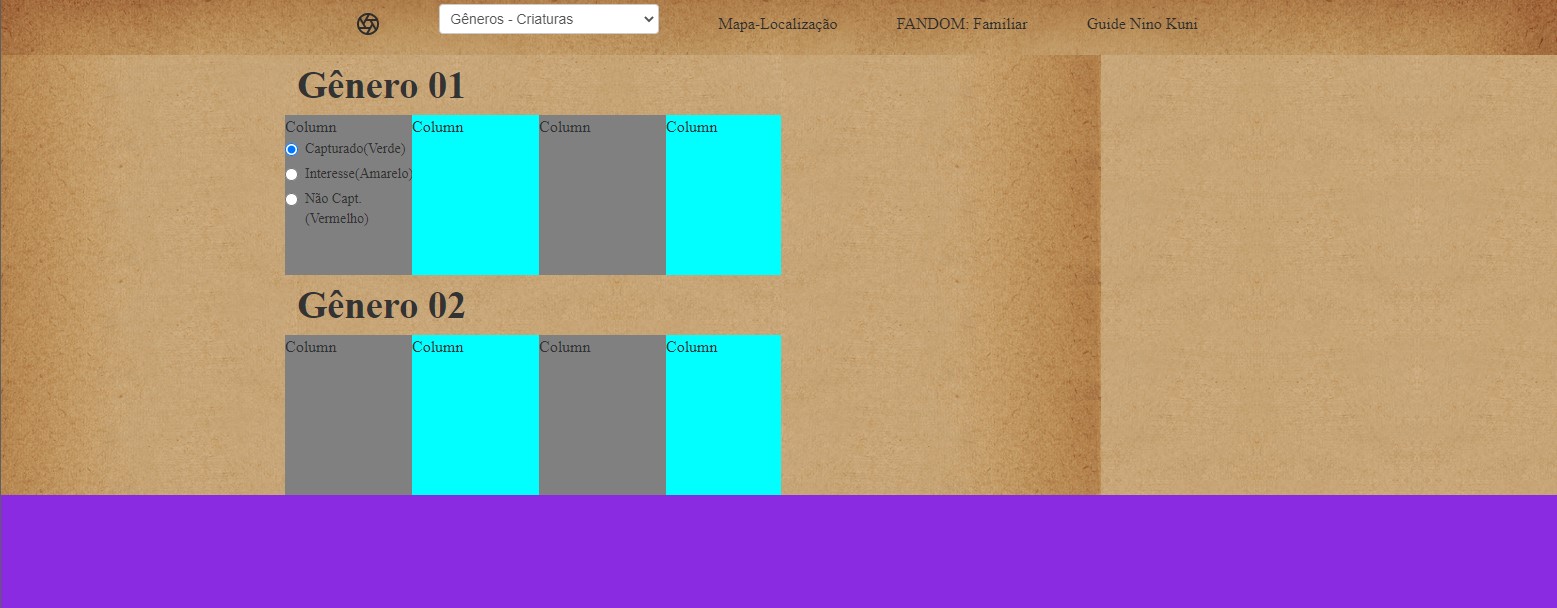 Gêneros - Criaturas Mapa-Localização FANDOM: Familiar Guide Nino Kuni
Gênero 01
Column Column Column Column
Capturado(Verde)
Interesse(Amarelo)
Não Capt.
(Vermelho)
Gênero 02
Column Column Column Column